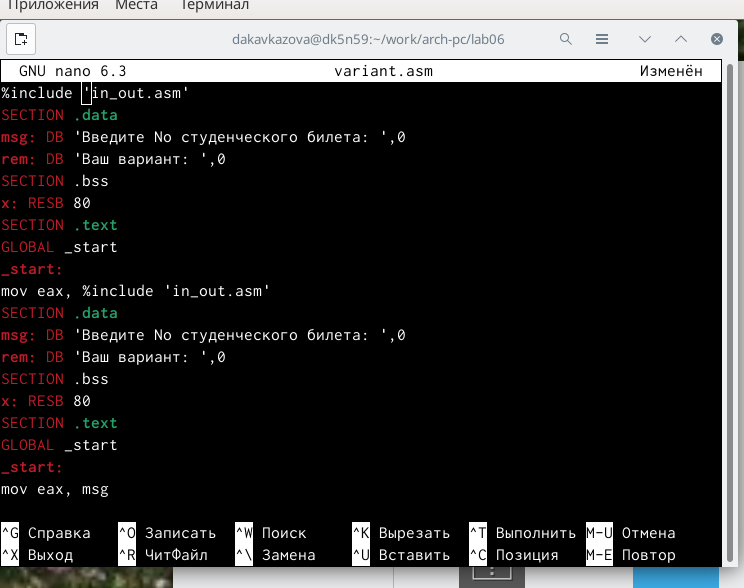 Приложения Места Терминал
dakavkazova@dk5n59:~/work/arch-pc/lab06
GNU nano 6.3 variant.asm Изменён
%include 'in_out.asm'
SECTION .data
msg: DB 'Введите No студенческого билета: ',0
rem: DB 'Ваш вариант: ',0
SECTION .bss
x: RESB 80
SECTION .text
GLOBAL _start
_start:
mov eax, %include 'in_out.asm'
SECTION .data
msg: DB 'Введите No студенческого билета: ',0
rem: DB 'Ваш вариант: ',0
SECTION .bss
x: RESB 80
SECTION .text
GLOBAL _start
_start:
mov eax, msg
^G Справка ^O Записать ^W Поиск ^K Вырезать ^T Выполнить M-U Отмена
^X Выход ^R ЧитФайл ^\ Замена ^U Вставить ^C Позиция M-E Повтор